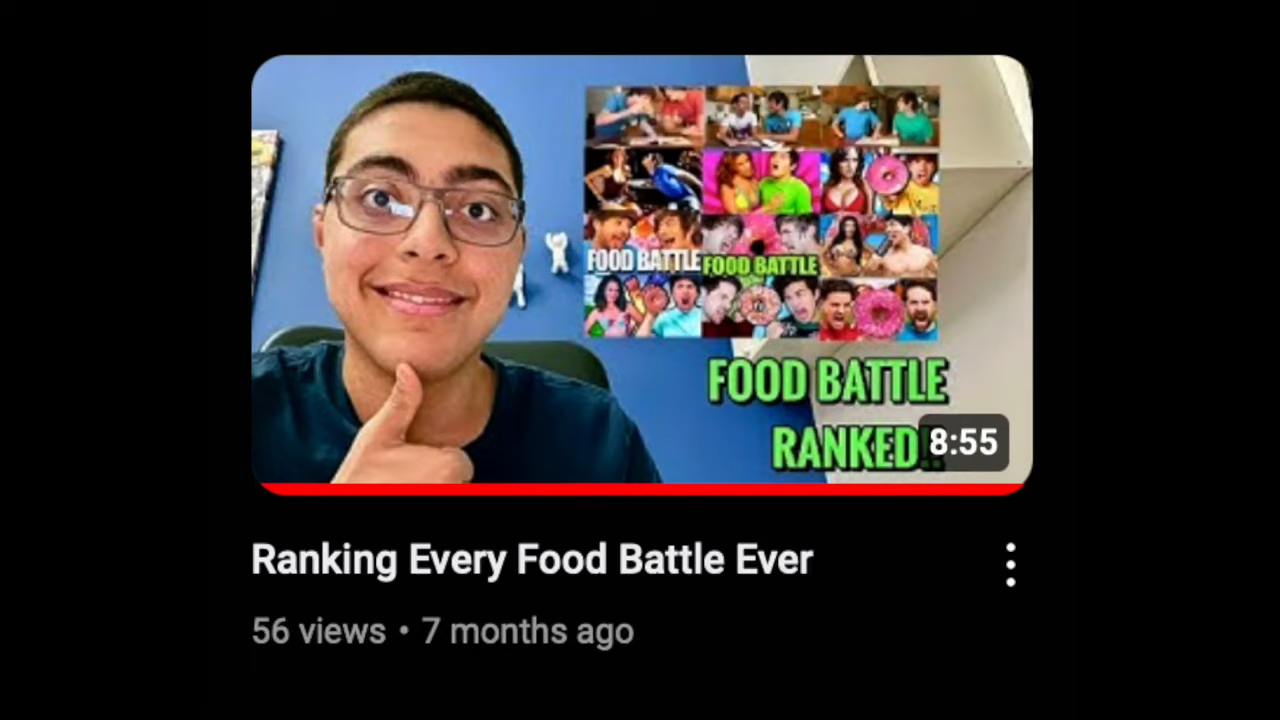 FOOD BATTLE FOOD BATTLE
FOOD BATTLE
RANKED!!
8:55
Ranking Every Food Battle Ever
56 views • 7 months ago